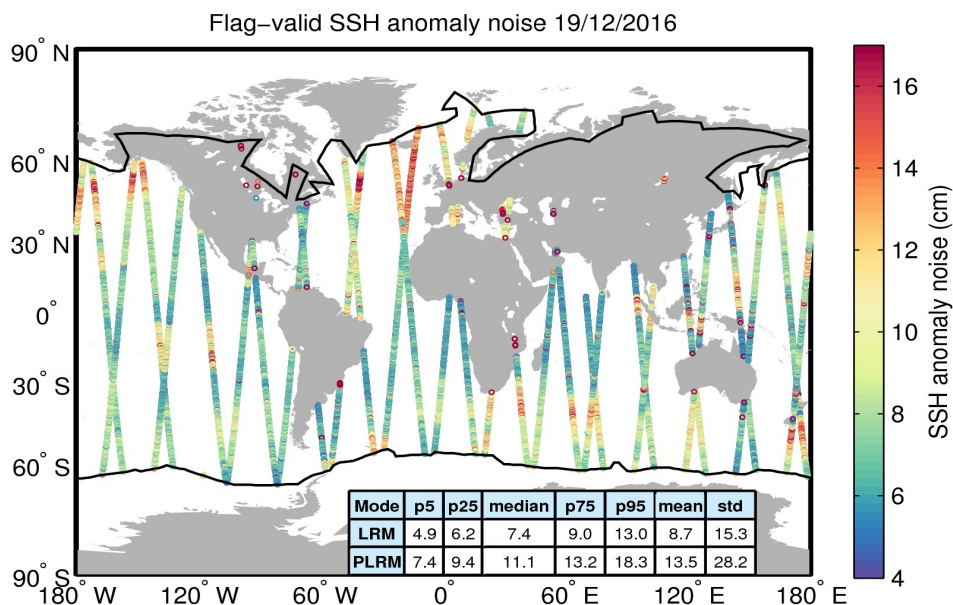 Flag−valid SSH anomaly noise 19/12/2016
90° N
60° N
30° N
0°
30° S
60° S
90° S
180° W
120° W
60° W
0°
60° E
120° E
180° E
Mode p5 p25 median p75 p95 mean std
LRM 4.9 6.2 7.4 9.0 13.0 8.7 15.3
PLRM 7.4 9.4 11.1 13.2 18.3 13.5 28.2
16
14
12
10
8
6
4
SSH anomaly noise (cm)